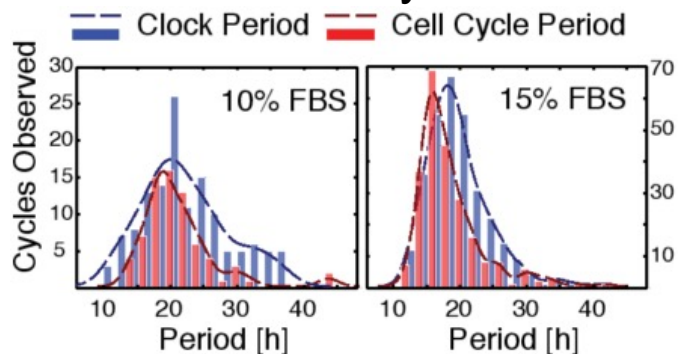 Clock Period Cell Cycle Period
30 70
25
20 50
15
10 30
5 10
10% FBS 15% FBS
Cycles Observed
10 20 30 40 10 20 30 40
Period [h] Period [h]